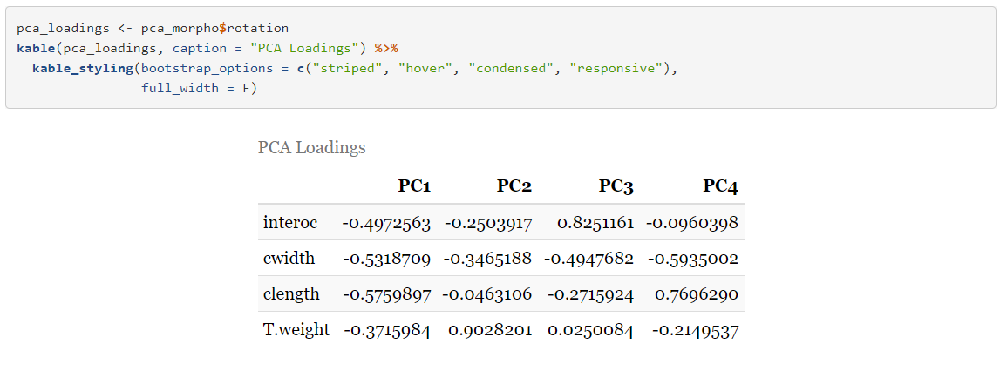 pca_loadings <- pca_morpho$rotation
kable(pca_loadings, caption = "PCA Loadings") %>%
  kable_styling(bootstrap_options = c("striped", "hover", "condensed", "responsive"),
                full_width = F)
PCA Loadings
PC1 PC2 PC3 PC4
interoc -0.4972563 -0.2503917 0.8251161 -0.0960398
cwidth -0.5318709 -0.3465188 -0.4947682 -0.5935002
clength -0.5759897 -0.0463106 -0.2715924 0.7696290
T.weight -0.3715984 0.9028201 0.0250084 -0.2149537